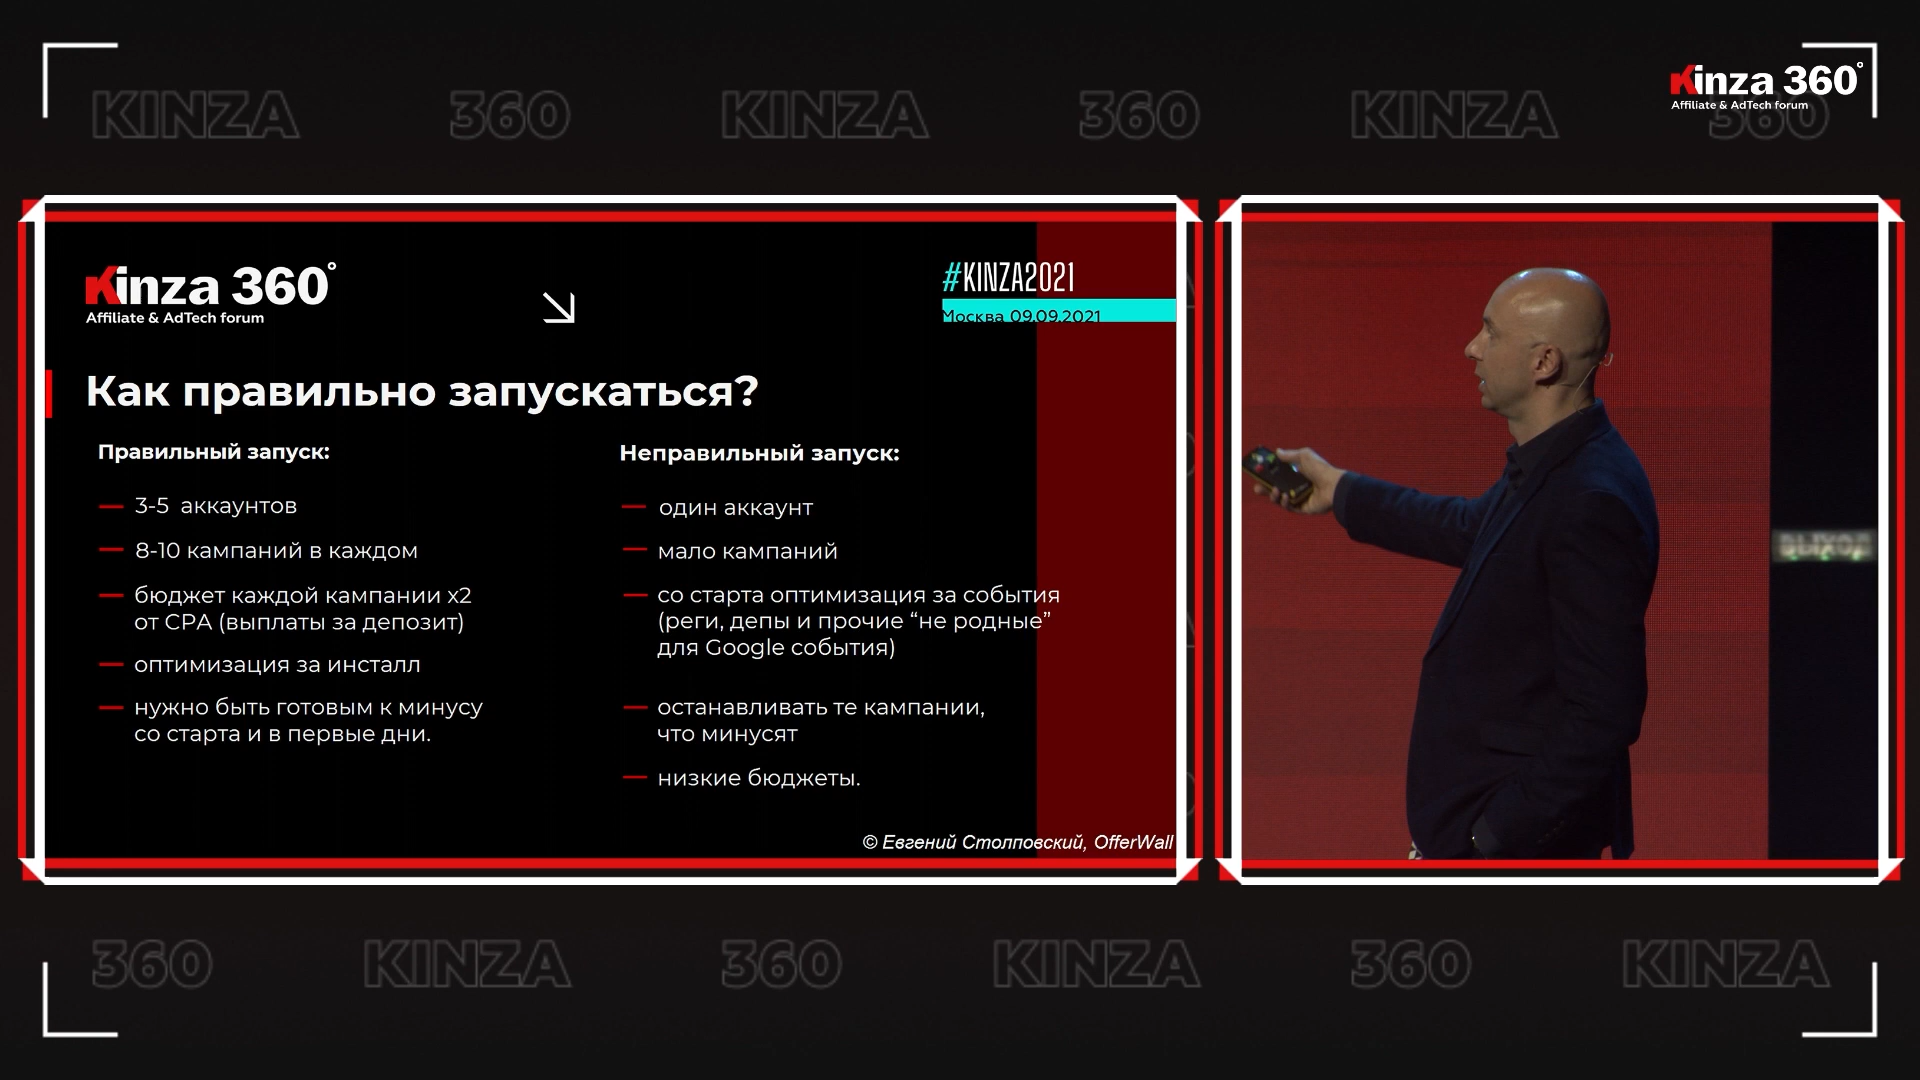 KINZA 360 KINZA 360 KINZA 360
Kinza 360°
Affiliate & AdTech forum
Kinza 360°
Affiliate & AdTech forum
#KINZA2021
Москва 09.09.2021
Как правильно запускаться?
Правильный запуск:
— 3-5 аккаунтов
— 8-10 кампаний в каждом
— бюджет каждой кампании x2
от CPA (выплаты за депозит)
— оптимизация за инсталл
— нужно быть готовым к минусу
со старта и в первые дни.
Неправильный запуск:
— один аккаунт
— мало кампаний
— со старта оптимизация за события
(реги, депы и прочие “не родные”
для Google события)
— останавливать те кампании,
что минусят
— низкие бюджеты.
© Евгений Столповский, OfferWall
ВЫХОД
360 KINZA 360 KINZA 360 KINZA